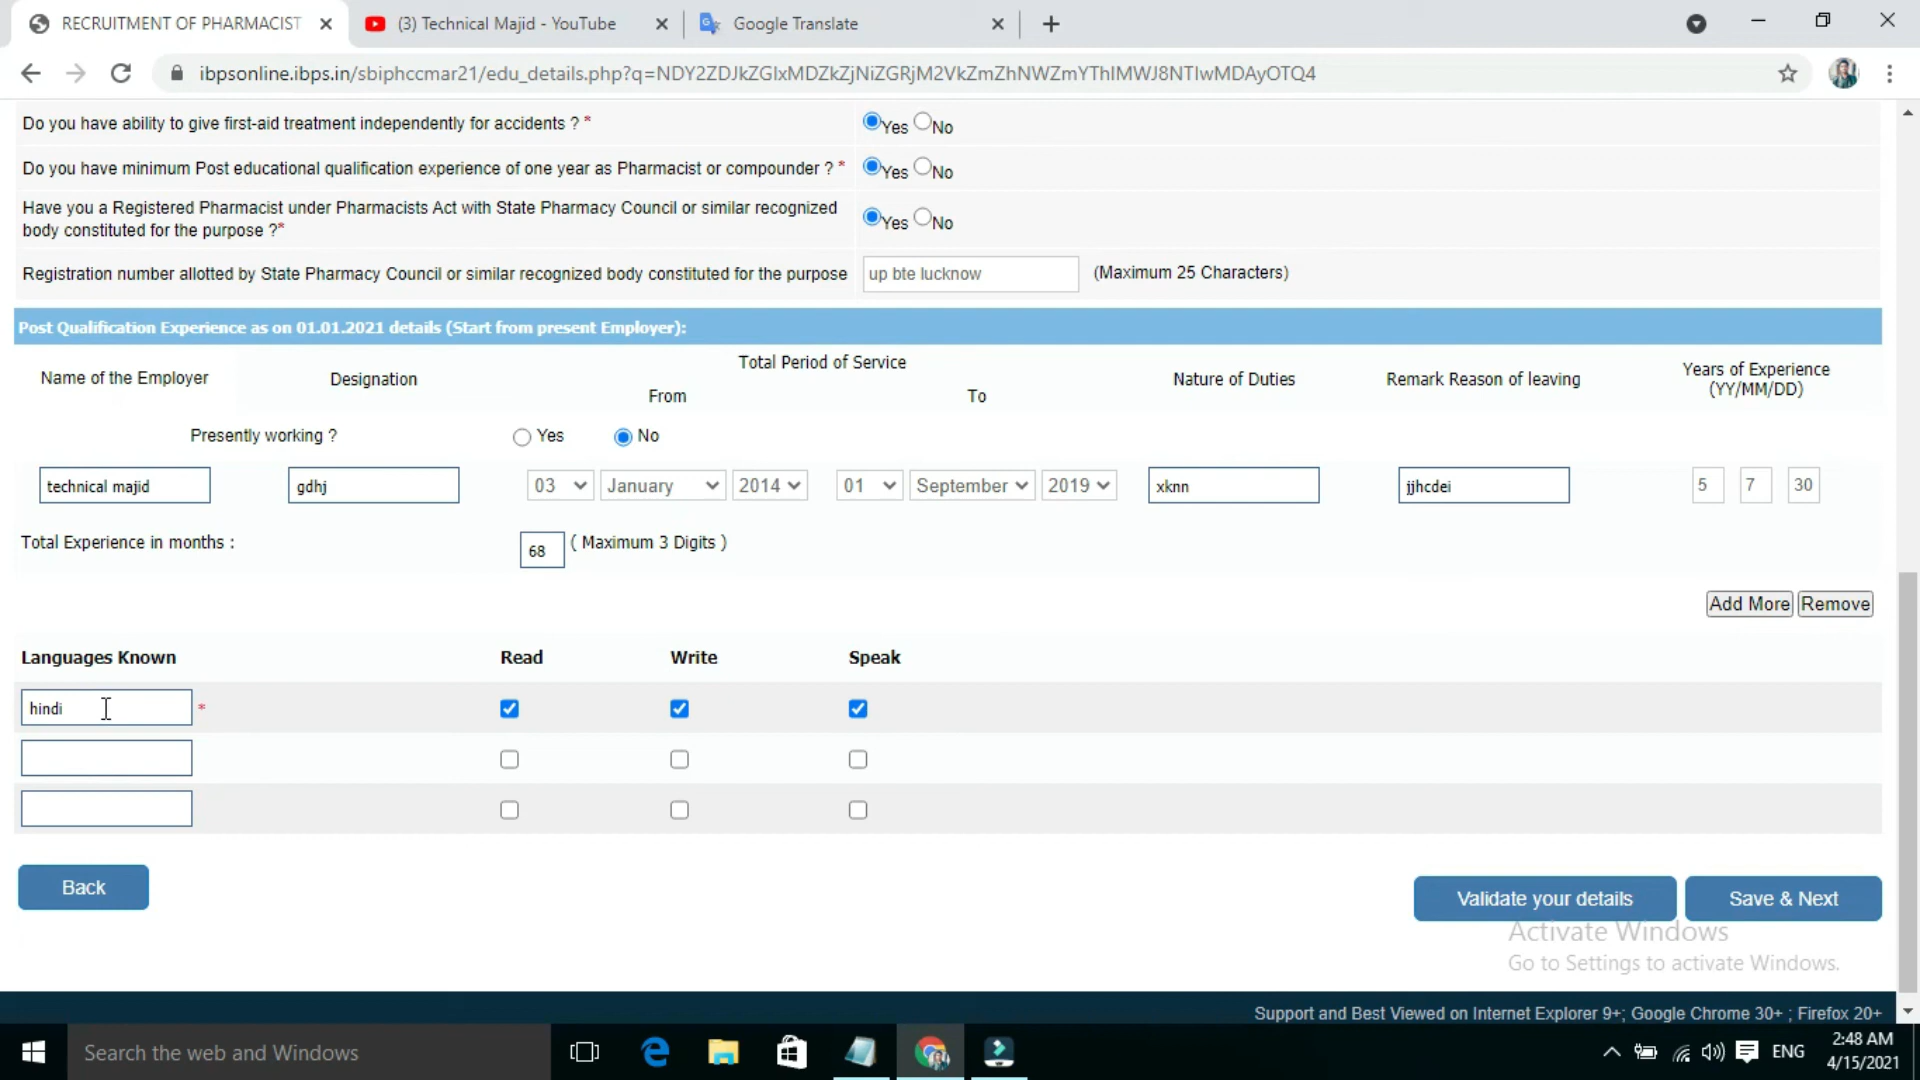 RECRUITMENT OF PHARMACIST
(3) Technical Majid - YouTube
Google Translate
ibpsonline.ibps.in/sbiphccmar21/edu_details.php?q=NDY2ZDJkZGIxMDZkZjNiZGRjM2VkZmZhNWZmYThlMWJ8NTIwMDAyOTQ4
Do you have ability to give first-aid treatment independently for accidents ? * Yes No
Do you have minimum Post educational qualification experience of one year as Pharmacist or compounder ? * Yes No
Have you a Registered Pharmacist under Pharmacists Act with State Pharmacy Council or similar recognized
body constituted for the purpose ?* Yes No
Registration number allotted by State Pharmacy Council or similar recognized body constituted for the purpose up bte lucknow (Maximum 25 Characters)
Post Qualification Experience as on 01.01.2021 details (Start from present Employer):
Name of the Employer Designation Total Period of Service Nature of Duties Remark Reason of leaving Years of Experience
(YY/MM/DD)
From To
Presently working ? Yes No
technical majid gdhj 03 January 2014 01 September 2019 xknn jjhcdei 5 7 30
Total Experience in months : 68 ( Maximum 3 Digits )
Add More Remove
Languages Known Read Write Speak
hindi *
Back
Validate your details Save & Next
Activate Windows
Go to Settings to activate Windows.
Support and Best Viewed on Internet Explorer 9+; Google Chrome 30+ ; Firefox 20+
Search the web and Windows
ENG
2:48 AM
4/15/2021